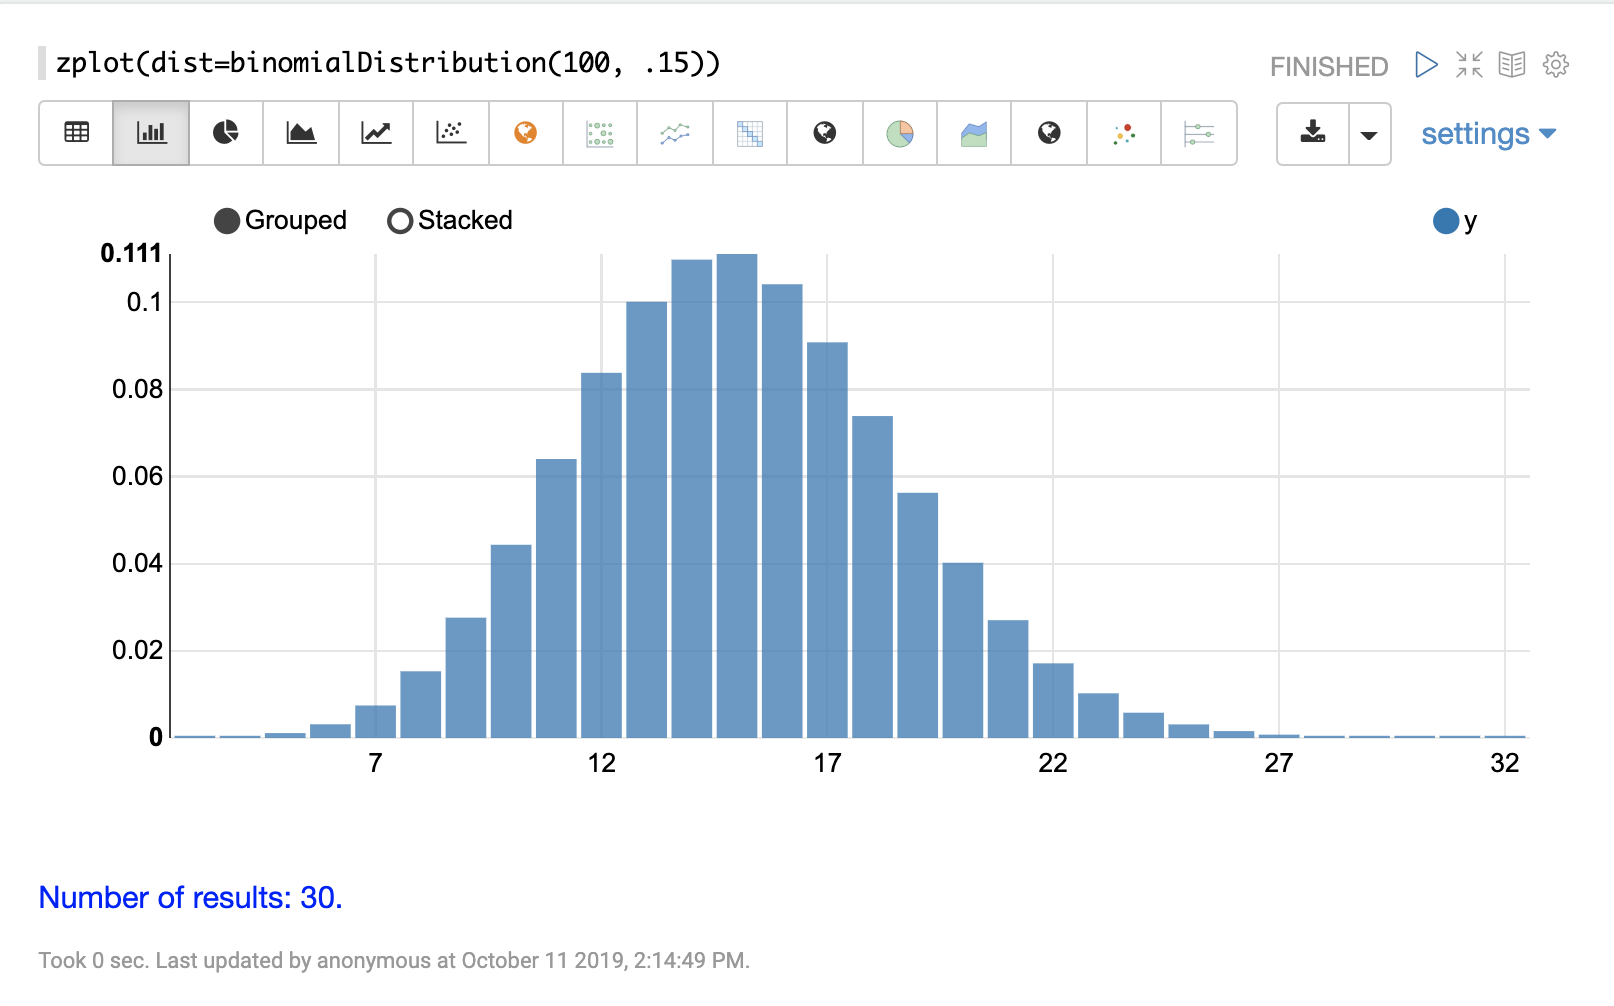 zplot(dist=binomialDistribution(100, .15))
FINISHED
settings
Grouped Stacked y
0.111
0.1
0.08
0.06
0.04
0.02
0
7 12 17 22 27 32
Number of results: 30.
Took 0 sec. Last updated by anonymous at October 11 2019, 2:14:49 PM.